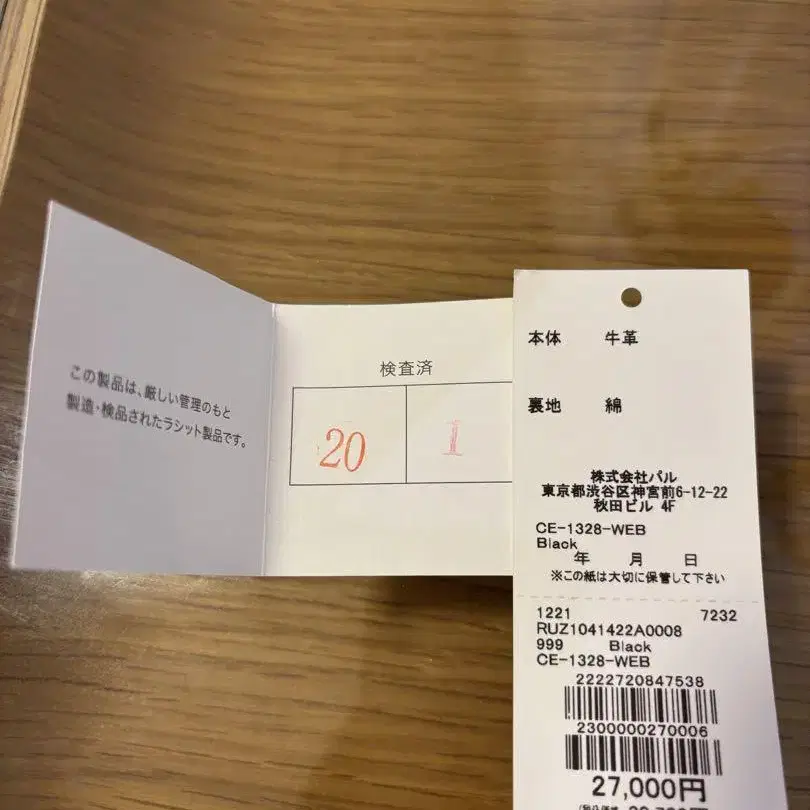 この製品は、厳しい管理のもと
製造・検品されたラシット製品です。
検査済
20 1
本体 牛革
裏地 綿
株式会社パル
東京都渋谷区神宮前6-12-22
秋田ビル 4F
CE-1328-WEB
Black
年 月 日
※この紙は大切に保管して下さい
1221 7232
RUZ1041422A0008
999 Black
CE-1328-WEB
2222720847538
2300000270006
27,000円